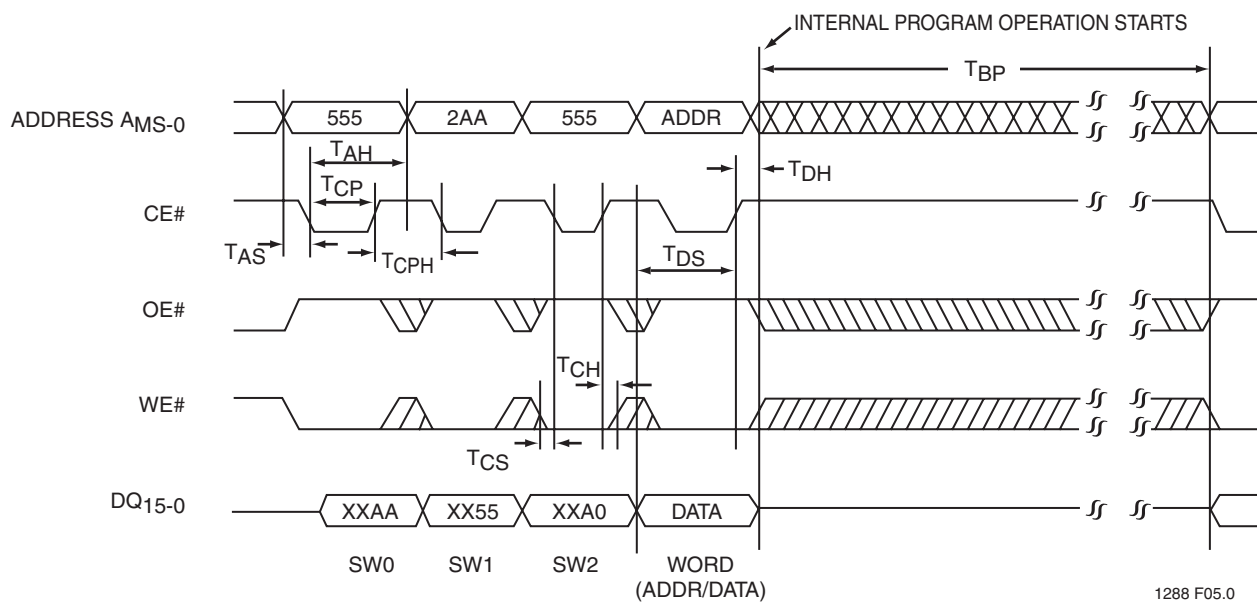 INTERNAL PROGRAM OPERATION STARTS
TBP
ADDRESS AMS-0
555
2AA
555
ADDR
TAH
TDH
TCP
CE#
TAS
TCPH
TDS
OE#
TCH
WE#
TCS
DQ15-0
XXAA
XX55
XXA0
DATA
SW0
SW1
SW2
WORD
(ADDR/DATA)
1288 F05.0